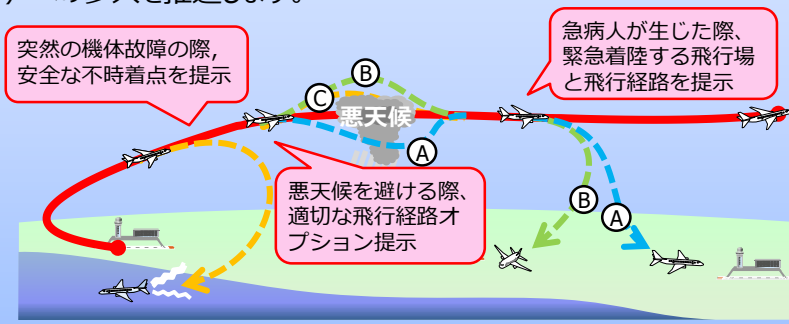 突然の機体故障の際,
安全な不時着点を提示
急病人が生じた際、
緊急着陸する飛行場
と飛行経路を提示
B
C
悪天候
A
悪天候を避ける際、
適切な飛行経路オ
プション提示
B
A